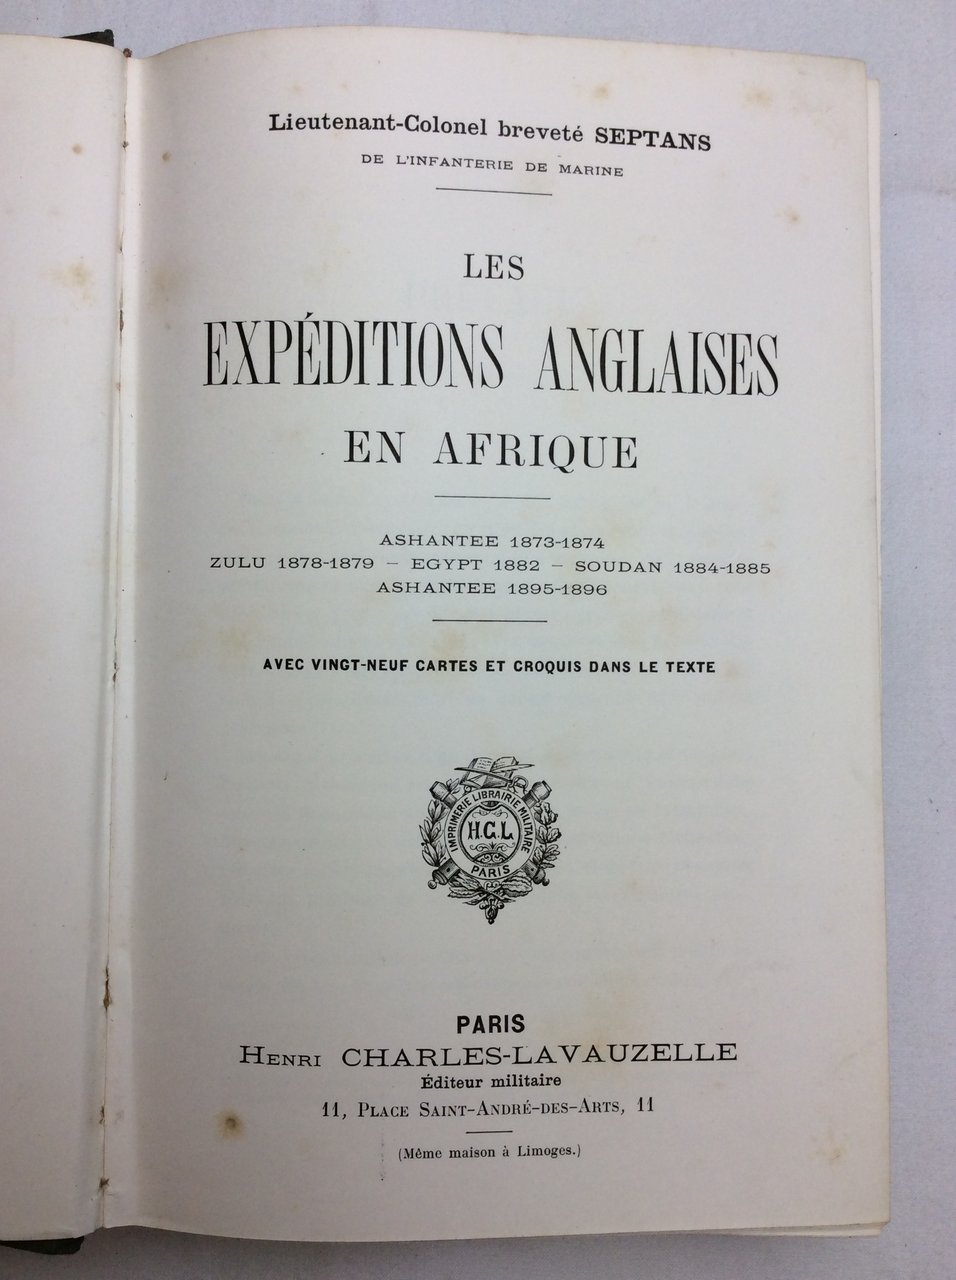 Lieutenant-Colonel breveté SEPTANS
DE L'INFANTERIE DE MARINE
LES
EXPÉDITIONS ANGLAISES
EN AFRIQUE
ASHANTEE 1873-1874
ZULU 1878-1879 – EGYPT 1882 – SOUDAN 1884-1885
ASHANTEE 1895-1896
AVEC VINGT-NEUF CARTES ET CROQUIS DANS LE TEXTE
IMPRIMERIE LIBRAIRIE MILITAIRE
H.C.L
PARIS
PARIS
HENRI CHARLES-LAVAUZELLE
Éditeur militaire
11, PLACE SAINT-ANDRÉ-DES-ARTS, 11
(Même maison à Limoges.)